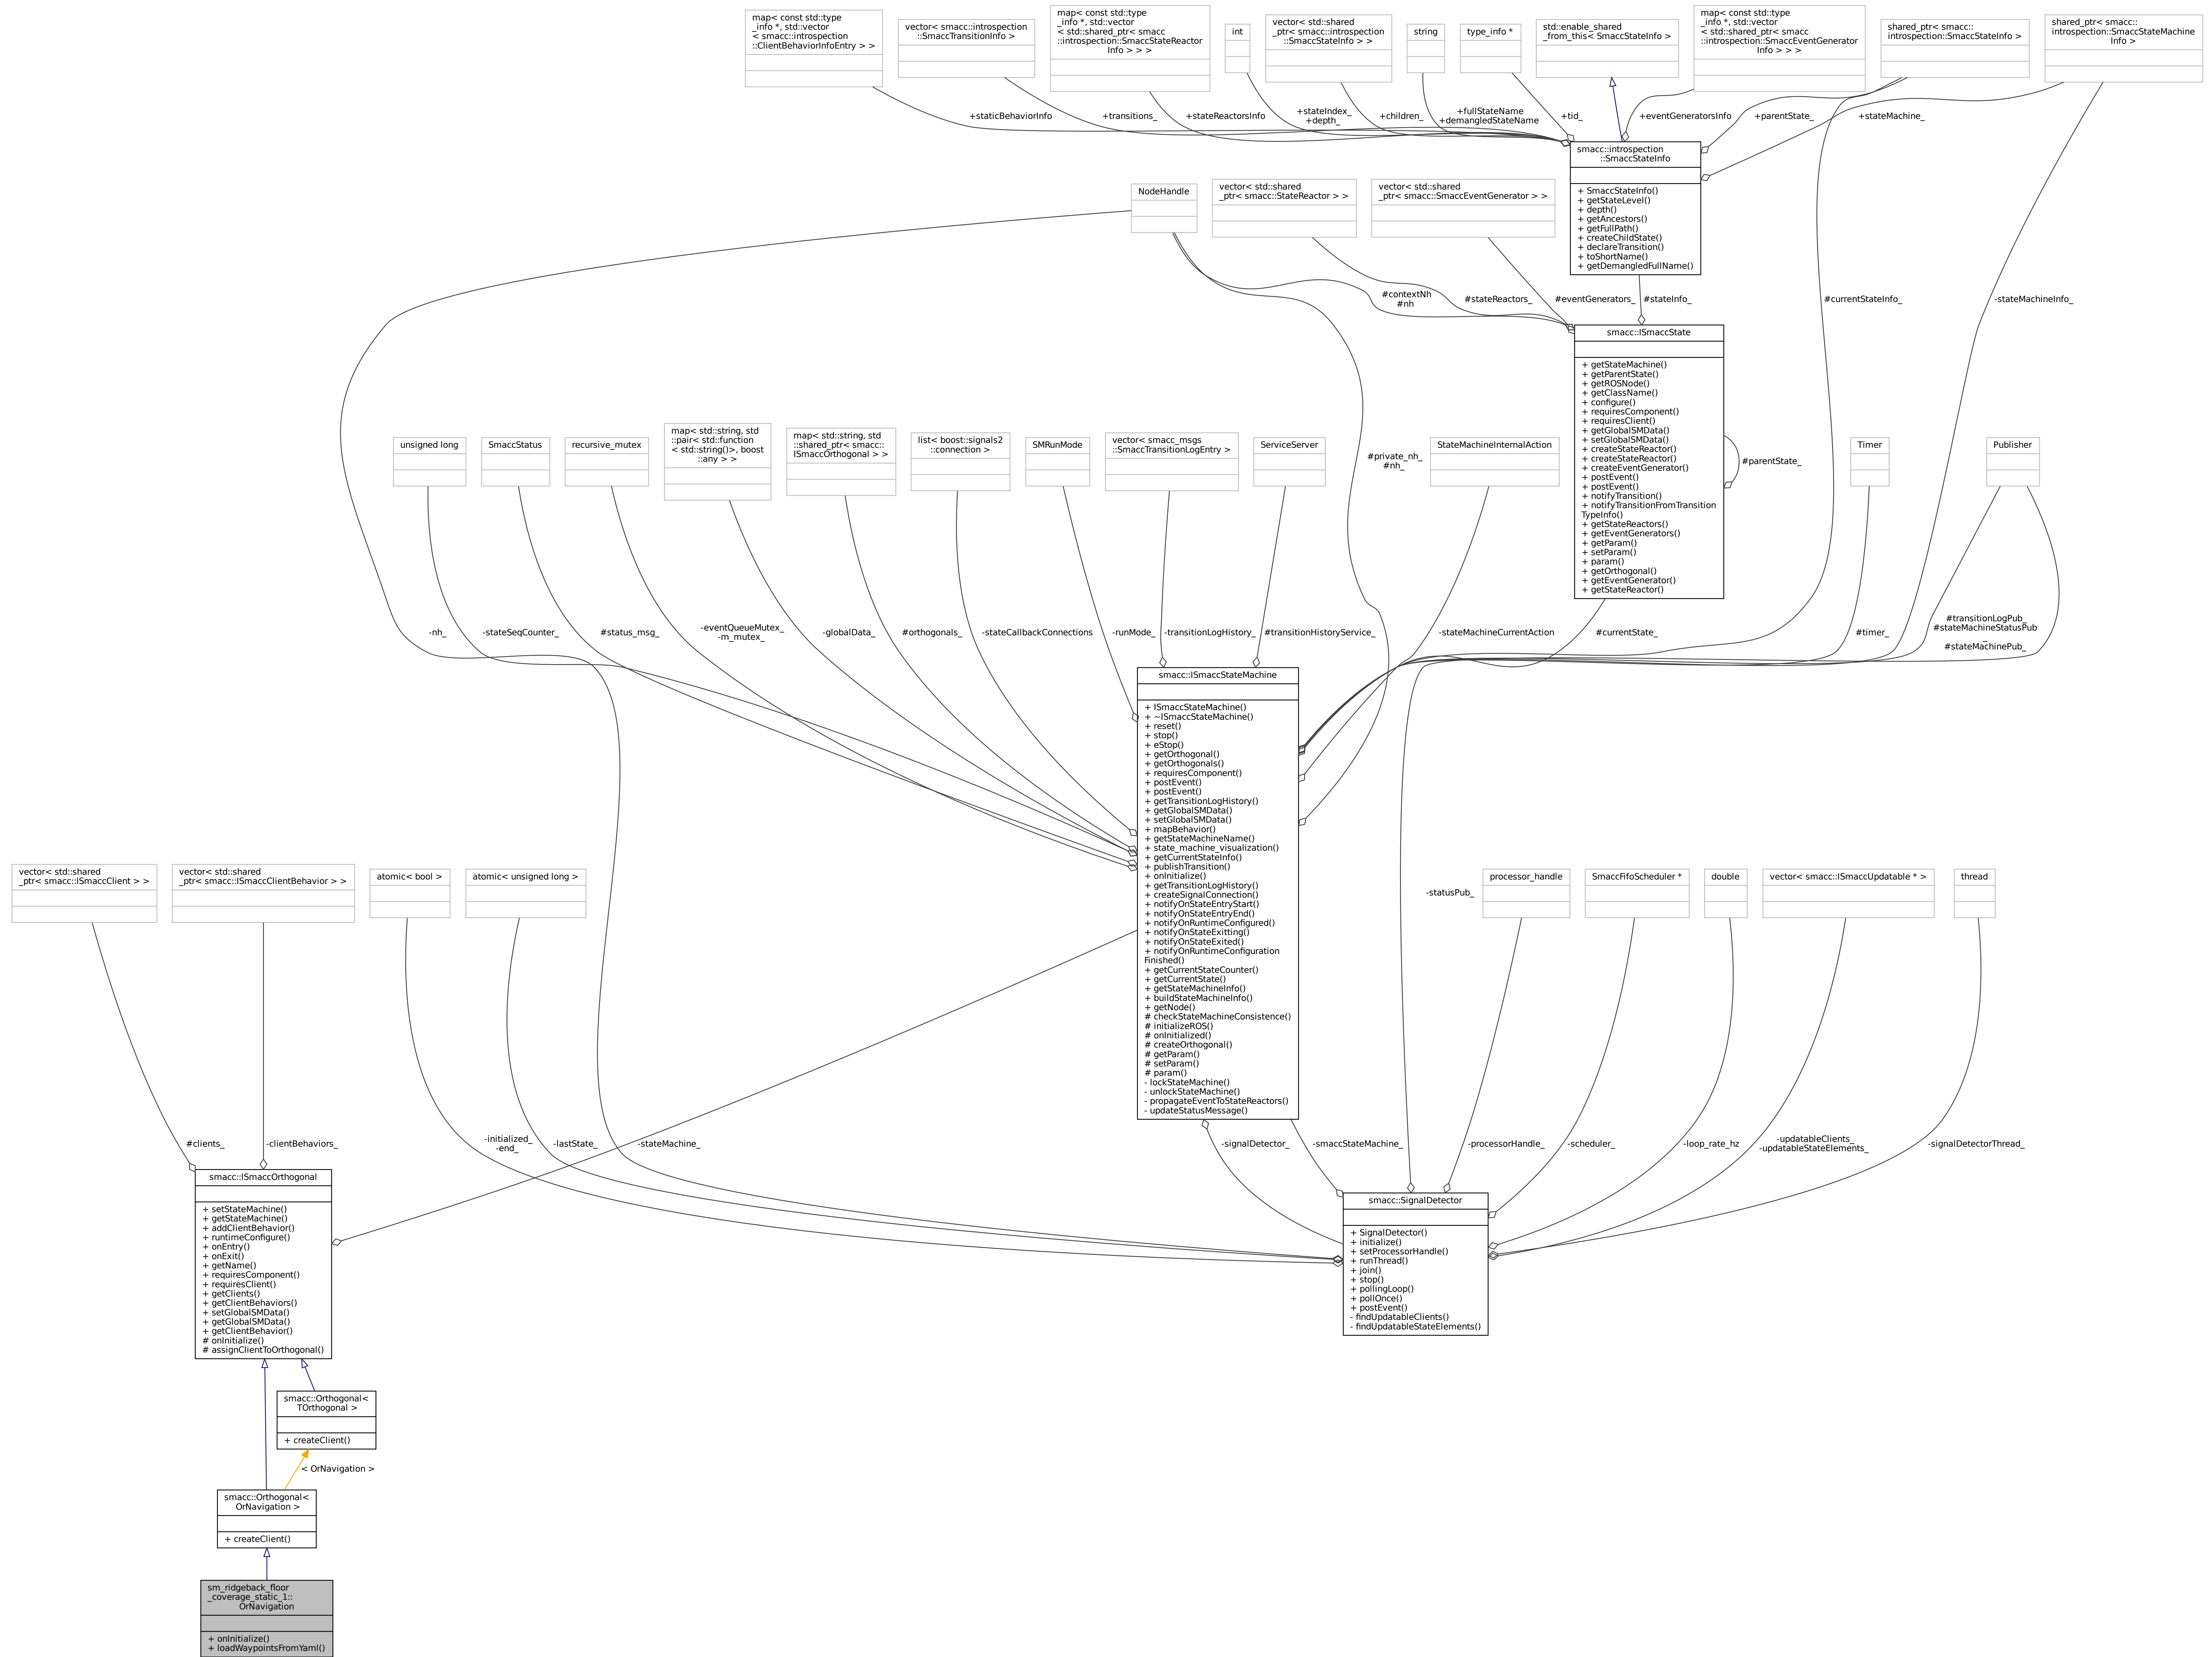 map< const std::type
_info *, std::vector
< smacc::introspection
::ClientBehaviorInfoEntry > >
vector< smacc::introspection
::SmaccTransitionInfo >
map< const std::type
_info *, std::vector
< std::shared_ptr< smacc
::introspection::SmaccStateReactor
Info > > >
int
vector< std::shared
_ptr< smacc::introspection
::SmaccStateInfo > >
string
type_info *
std::enable_shared
_from_this< SmaccStateInfo >
map< const std::type
_info *, std::vector
< std::shared_ptr< smacc
::introspection::SmaccEventGenerator
Info > > >
shared_ptr< smacc::
introspection::SmaccStateInfo >
shared_ptr< smacc::
introspection::SmaccStateMachine
Info >
+staticBehaviorInfo
+transitions_
+stateReactorsInfo
+stateIndex_
+depth_
+children_
+fullStateName
+demangledStateName
+tid_
+eventGeneratorsInfo
+parentState_
+stateMachine_
smacc::introspection
::SmaccStateInfo
+ SmaccStateInfo()
+ getStateLevel()
+ depth()
+ getAncestors()
+ getFullPath()
+ createChildState()
+ declareTransition()
+ toShortName()
+ getDemangledFullName()
NodeHandle
vector< std::shared
_ptr< smacc::StateReactor > >
vector< std::shared
_ptr< smacc::SmaccEventGenerator > >
#contextNh
#nh
#stateReactors_
#eventGenerators_
#stateInfo_
#currentStateInfo_
-stateMachineInfo_
smacc::ISmaccState
+ getStateMachine()
+ getParentState()
+ getROSNode()
+ getClassName()
+ configure()
+ requiresComponent()
+ requiresClient()
+ getGlobalSMData()
+ setGlobalSMData()
+ createStateReactor()
+ createStateReactor()
+ createEventGenerator()
+ postEvent()
+ postEvent()
+ notifyTransition()
+ notifyTransitionFromTransition
TypeInfo()
+ getStateReactors()
+ getEventGenerators()
+ getParam()
+ setParam()
+ param()
+ getOrthogonal()
+ getEventGenerator()
+ getStateReactor()
#parentState_
unsigned long
SmaccStatus
recursive_mutex
map< std::string, std
::pair< std::function
< std::string()>, boost
::any > >
map< std::string, std
::shared_ptr< smacc::
ISmaccOrthogonal > >
list< boost::signals2
::connection >
SMRunMode
vector< smacc_msgs
::SmaccTransitionLogEntry >
ServiceServer
#private_nh_
#nh_
StateMachineInternalAction
Timer
Publisher
-nh_
-stateSeqCounter_
#status_msg_
-eventQueueMutex_
-m_mutex_
-globalData_
#orthogonals_
-stateCallbackConnections
-runMode_
-transitionLogHistory_
#transitionHistoryService_
-stateMachineCurrentAction
#currentState_
#timer_
#transitionLogPub_
#stateMachineStatusPub
_
#stateMachinePub_
smacc::ISmaccStateMachine
+ ISmaccStateMachine()
+ ~ISmaccStateMachine()
+ reset()
+ stop()
+ eStop()
+ getOrthogonal()
+ getOrthogonals()
+ requiresComponent()
+ postEvent()
+ postEvent()
+ getTransitionLogHistory()
+ getGlobalSMData()
+ setGlobalSMData()
+ mapBehavior()
+ getStateMachineName()
+ state_machine_visualization()
+ getCurrentStateInfo()
+ publishTransition()
+ onInitialize()
+ getTransitionLogHistory()
+ createSignalConnection()
+ notifyOnStateEntryStart()
+ notifyOnStateEntryEnd()
+ notifyOnRuntimeConfigured()
+ notifyOnStateExitting()
+ notifyOnStateExited()
+ notifyOnRuntimeConfiguration
Finished()
+ getCurrentStateCounter()
+ getCurrentState()
+ getStateMachineInfo()
+ buildStateMachineInfo()
+ getNode()
# checkStateMachineConsistence()
# initializeROS()
# onInitialized()
# createOrthogonal()
# getParam()
# setParam()
# param()
- lockStateMachine()
- unlockStateMachine()
- propagateEventToStateReactors()
- updateStatusMessage()
vector< std::shared
_ptr< smacc::ISmaccClient > >
vector< std::shared
_ptr< smacc::ISmaccClientBehavior > >
atomic< bool >
atomic< unsigned long >
-statusPub_
processor_handle
SmaccFifoScheduler *
double
vector< smacc::ISmaccUpdatable * >
thread
#clients_
-clientBehaviors_
-initialized_
-end_
-lastState_
-stateMachine_
-signalDetector_
-smaccStateMachine_
-processorHandle_
-scheduler_
-loop_rate_hz
-updatableClients_
-updatableStateElements_
-signalDetectorThread_
smacc::ISmaccOrthogonal
+ setStateMachine()
+ getStateMachine()
+ addClientBehavior()
+ runtimeConfigure()
+ onEntry()
+ onExit()
+ getName()
+ requiresComponent()
+ requiresClient()
+ getClients()
+ getClientBehaviors()
+ setGlobalSMData()
+ getGlobalSMData()
+ getClientBehavior()
# onInitialize()
# assignClientToOrthogonal()
smacc::SignalDetector
+ SignalDetector()
+ initialize()
+ setProcessorHandle()
+ runThread()
+ join()
+ stop()
+ pollingLoop()
+ pollOnce()
+ postEvent()
- findUpdatableClients()
- findUpdatableStateElements()
smacc::Orthogonal<
TOrthogonal >
+ createClient()
< OrNavigation >
smacc::Orthogonal<
OrNavigation >
+ createClient()
sm_ridgeback_floor
_coverage_static_1::
OrNavigation
+ onInitialize()
+ loadWaypointsFromYaml()